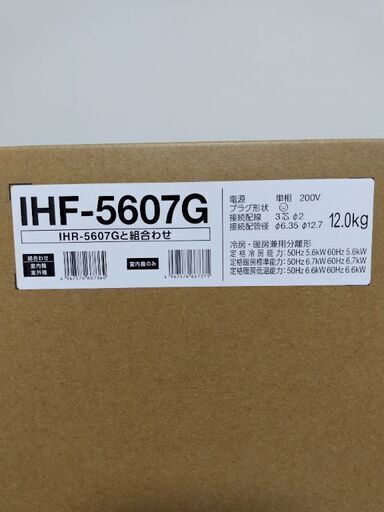 IHF-5607G
IHR-5607Gと組合わせ
組合わせ
室内機
室外機
室内機のみ
電源 単相 200V
プラグ形状
接続配線 3芯 φ2
接続配管径 φ6.35 φ12.7
12.0kg
冷房・暖房兼用分離形
定格冷房能力: 50Hz 5.6kW 60Hz 5.6kW
定格暖房標準能力: 50Hz 6.7kW 60Hz 6.7kW
定格暖房低温能力: 50Hz 6.6kW 60Hz 6.6kW